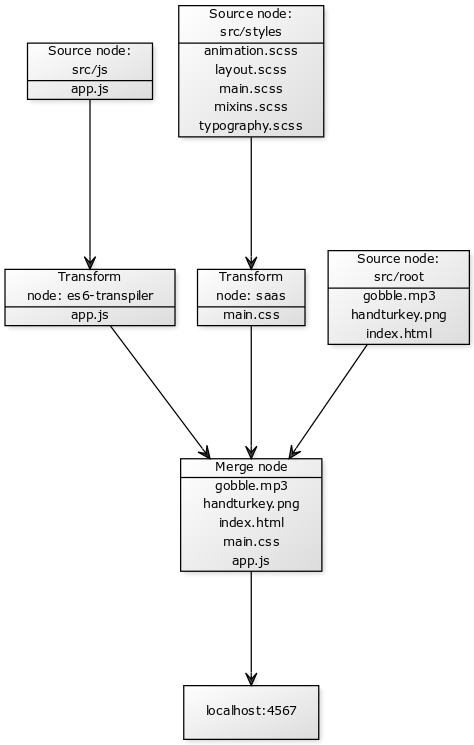 Source node:
src/js
app.js
Source node:
src/styles
animation.scss
layout.scss
main.scss
mixins.scss
typography.scss
Transform
node: es6-transpiler
app.js
Transform
node: saas
main.css
Source node:
src/root
gobble.mp3
handturkey.png
index.html
Merge node
gobble.mp3
handturkey.png
index.html
main.css
app.js
localhost:4567